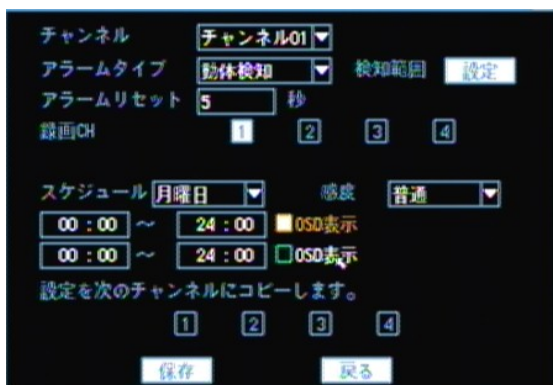 チャンネル チャンネル01
アラームタイプ 動体検知 検知範囲 設定
アラームリセット 5 秒
録画CH 1 2 3 4
スケジュール 月曜日 感度 普通
00 : 00 ～ 24 : 00 OSD表示
00 : 00 ～ 24 : 00 OSD表示
設定を次のチャンネルにコピーします。
1 2 3 4
保存 戻る